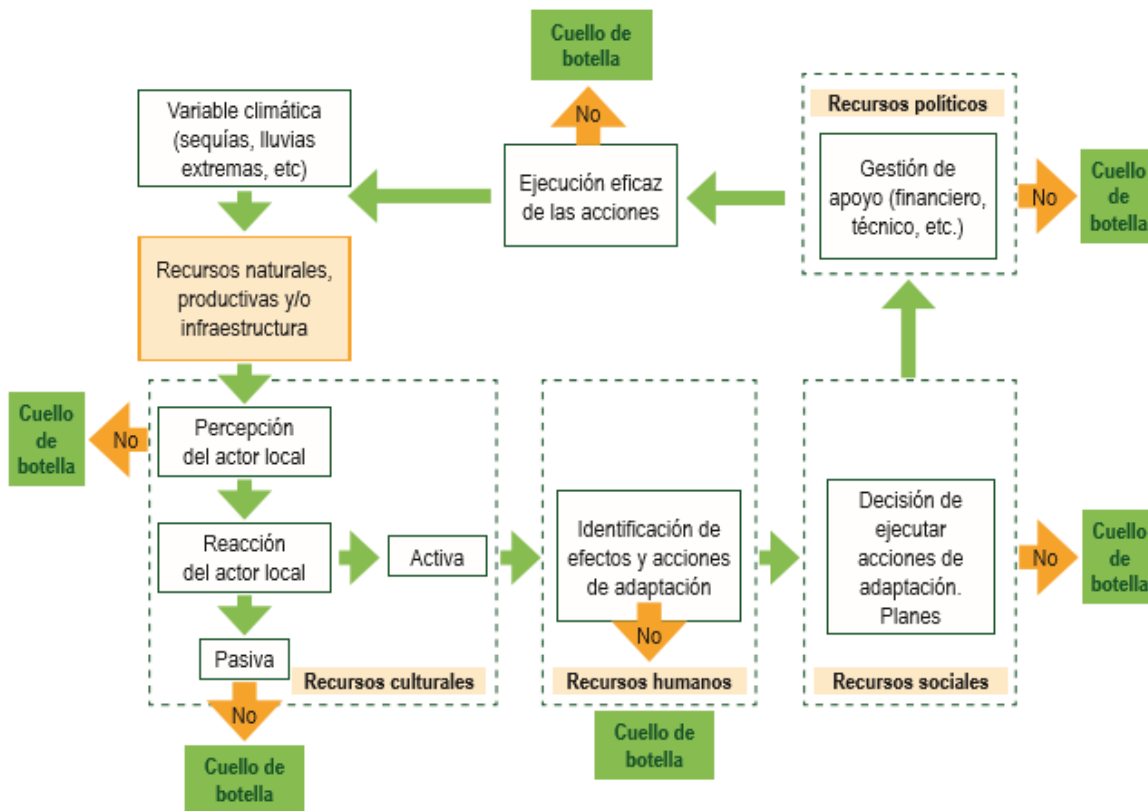 Cuello de
botella
Variable climática
(sequías, lluvias
extremas, etc)
No
Ejecución eficaz
de las acciones
Recursos políticos
Gestión de
apoyo (financiero,
técnico, etc.)
No
Cuello
de
botella
Recursos naturales,
productivas y/o
infraestructura
Cuello
de
botella
No
Percepción
del actor local
Reacción
del actor local
Activa
Pasiva
No
Recursos culturales
Cuello de
botella
Identificación de
efectos y acciones
de adaptación
No
Recursos humanos
Cuello de
botella
Decisión de
ejecutar
acciones de
adaptación.
Planes
No
Cuello
de
botella
Recursos sociales